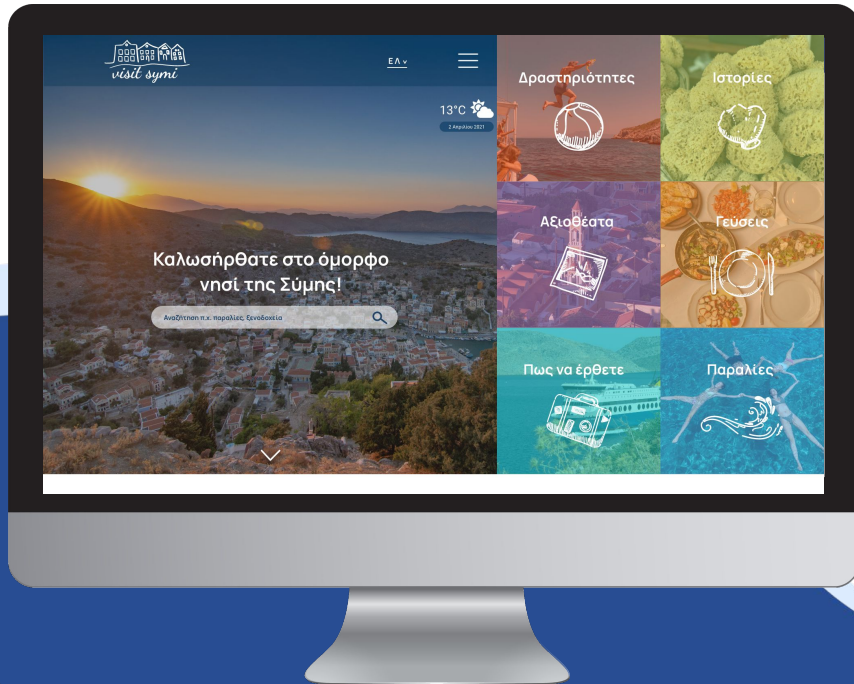 visit symi
ΕΛ
13°C
2 Απριλίου 2021
Καλωσήρθατε στο όμορφο
νησί της Σύμης!
Αναζήτηση π.χ. παραλίες, ξενοδοχεία
Δραστηριότητες
Ιστορίες
Αξιοθέατα
Γεύσεις
Πως να έρθετε
Παραλίες